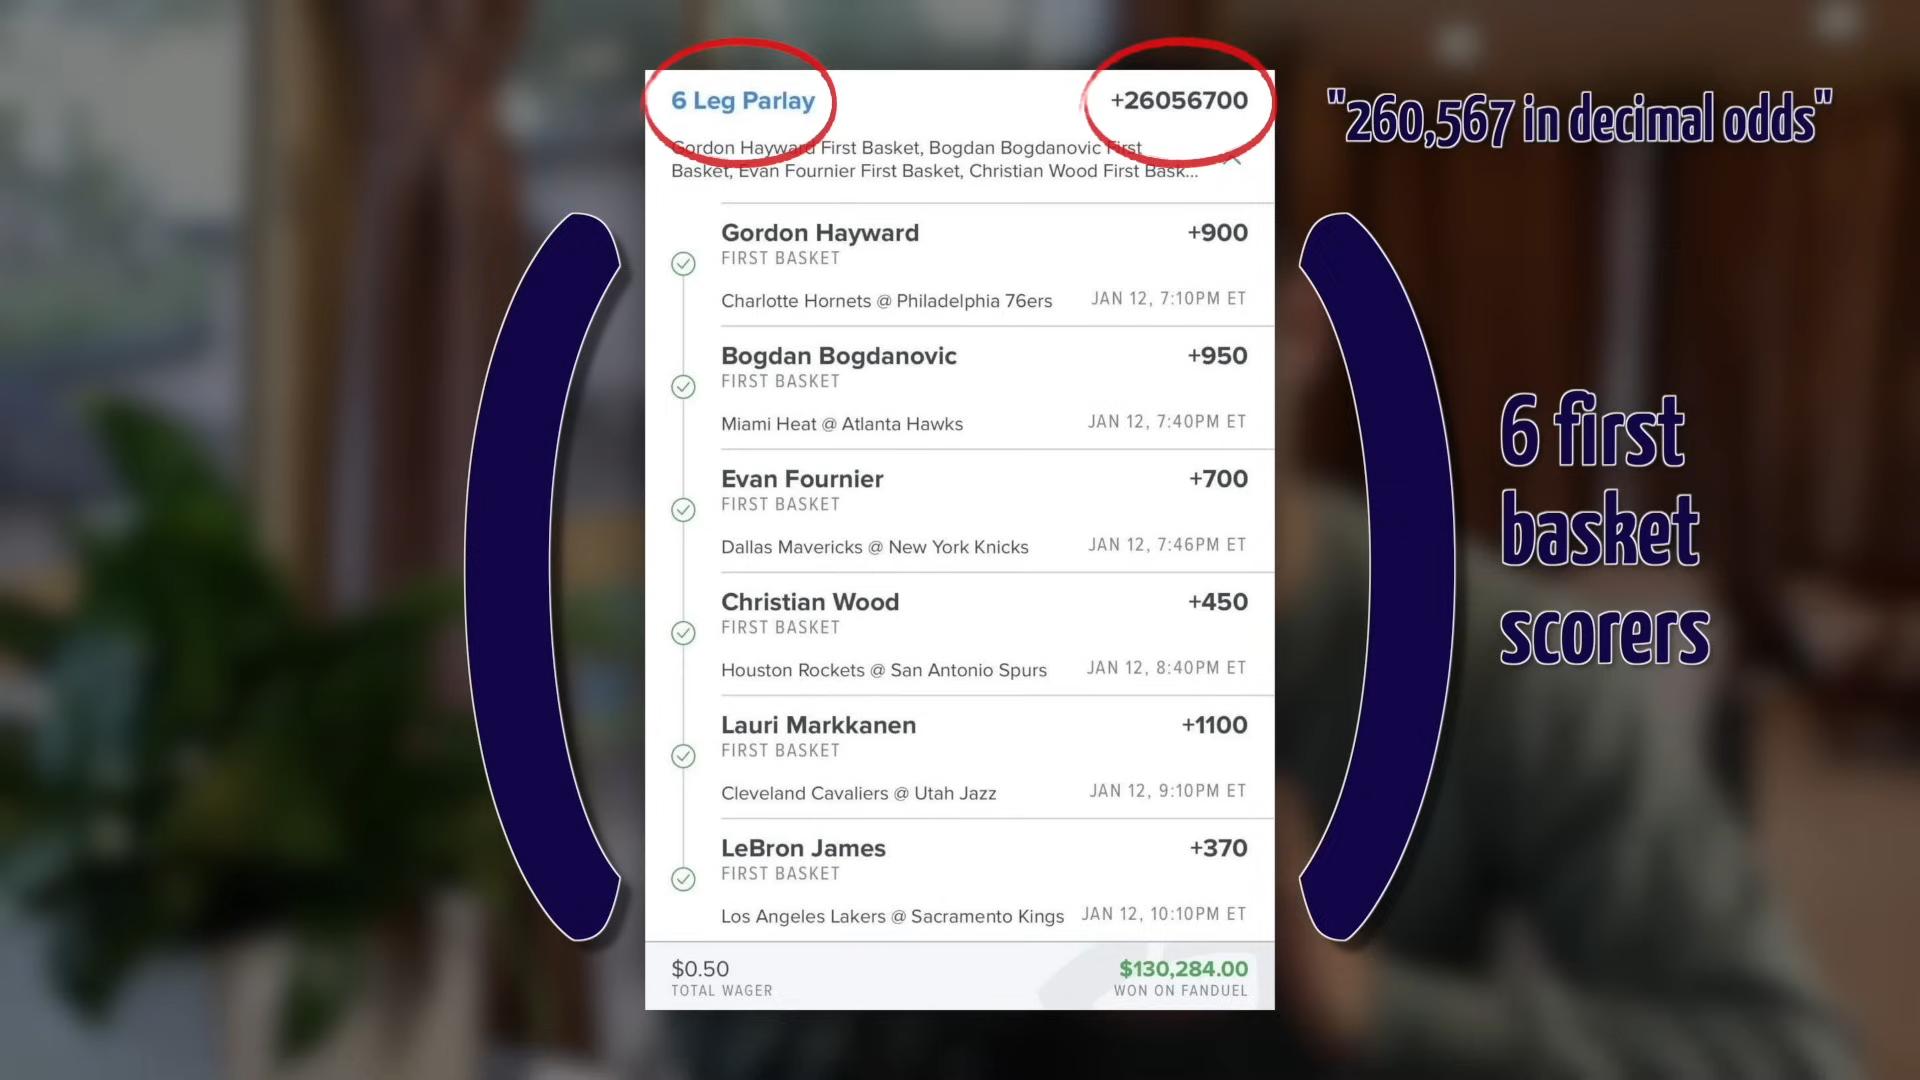 6 Leg Parlay
+26056700
"260,567 in decimal odds"
Gordon Hayward First Basket, Bogdan Bogdanovic First
Basket, Evan Fournier First Basket, Christian Wood First Bask...
Gordon Hayward
+900
FIRST BASKET
Charlotte Hornets @ Philadelphia 76ers
JAN 12, 7:10PM ET
Bogdan Bogdanovic
+950
FIRST BASKET
Miami Heat @ Atlanta Hawks
JAN 12, 7:40PM ET
Evan Fournier
+700
FIRST BASKET
Dallas Mavericks @ New York Knicks
JAN 12, 7:46PM ET
Christian Wood
+450
FIRST BASKET
Houston Rockets @ San Antonio Spurs
JAN 12, 8:40PM ET
Lauri Markkanen
+1100
FIRST BASKET
Cleveland Cavaliers @ Utah Jazz
JAN 12, 9:10PM ET
LeBron James
+370
FIRST BASKET
Los Angeles Lakers @ Sacramento Kings
JAN 12, 10:10PM ET
$0.50
TOTAL WAGER
$130,284.00
WON ON FANDUEL
6 first
basket
scorers